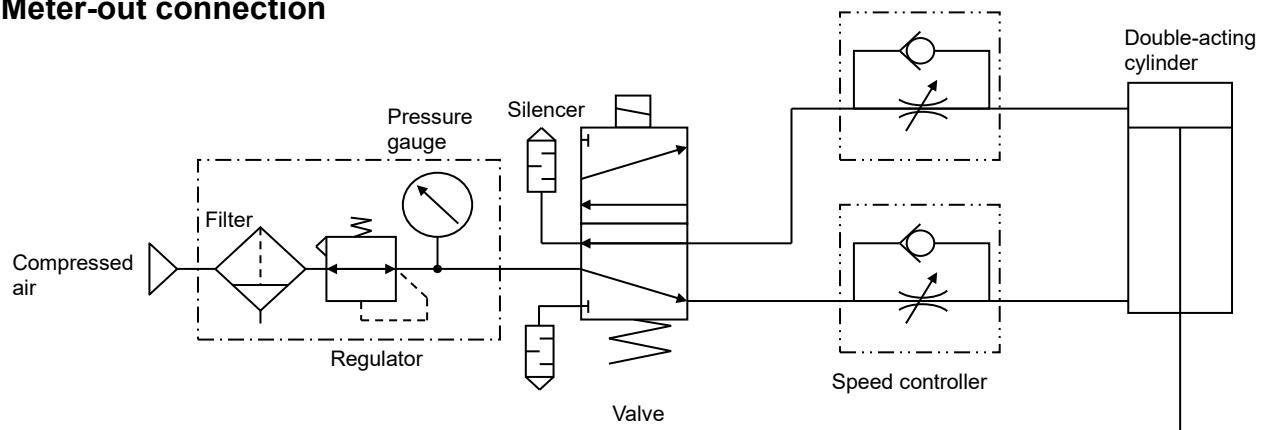 Meter-out connection
Double-acting
cylinder
Pressure
gauge
Silencer
Filter
Compressed
air
Regulator
Speed controller
Valve